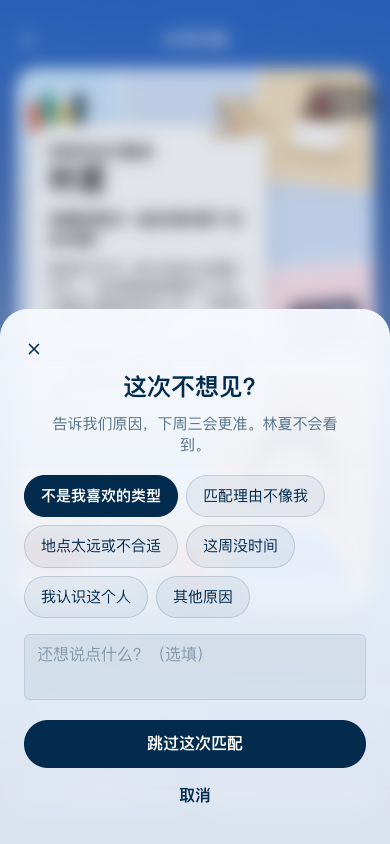 ×
这次不想见?
告诉我们原因，下周三会更准。林夏不会看
到。
不是我喜欢的类型
匹配理由不像我
地点太远或不合适
这周没时间
我认识这个人
其他原因
还想说点什么？（选填）
跳过这次匹配
取消